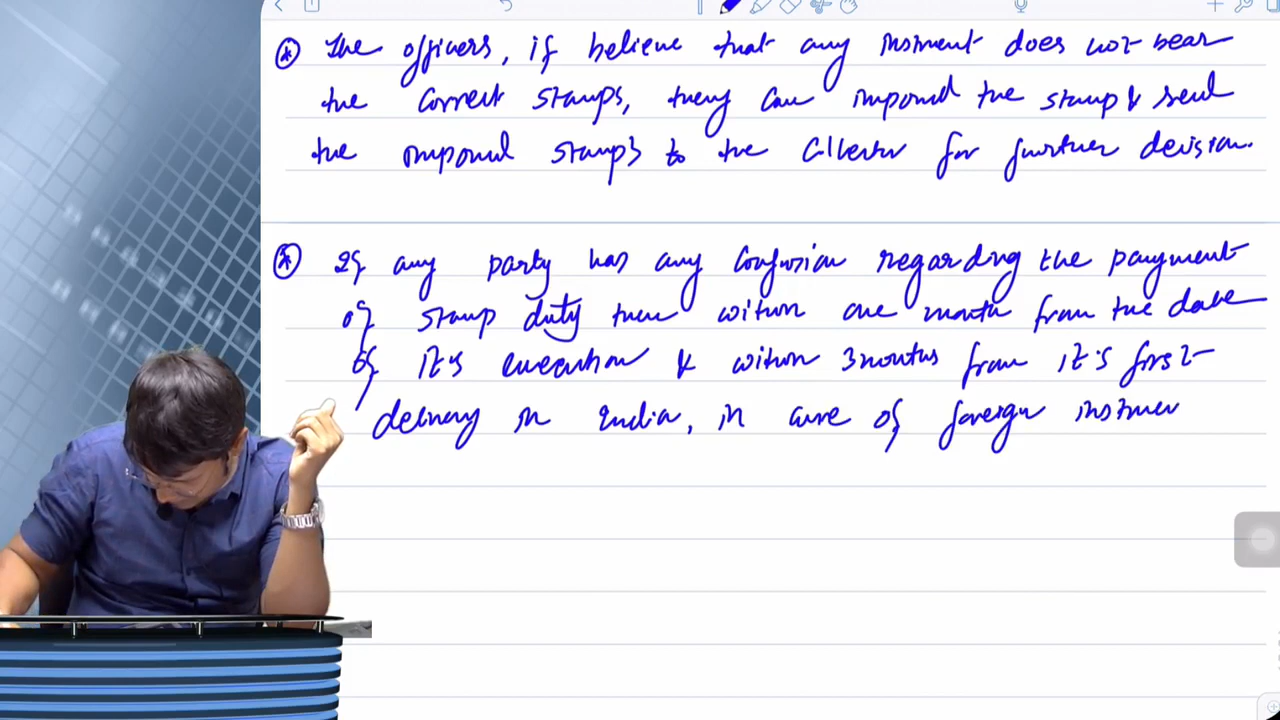 The officers, if believe that any instrument does not bear
the correct stamps, they can impound the stamp & send
the impound stamps to the Collector for further decision.
If any party has any confusion regarding the payment
of stamp duty then within one month from the date
of it's execution & within 3 months from it's first
delivery in India, in case of foreign instrumer